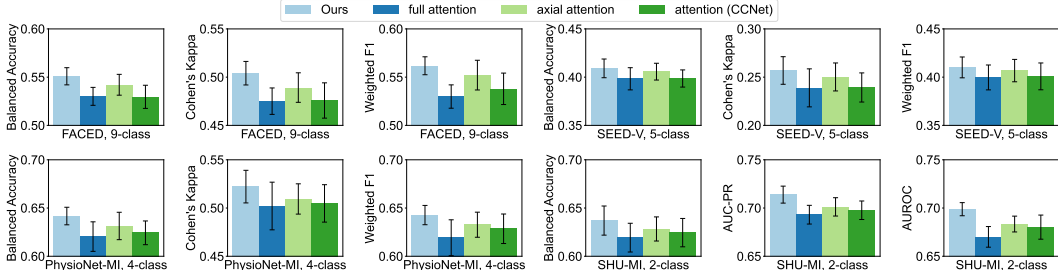 Ours full attention axial attention attention (CCNet)
Balanced Accuracy 0.60 0.55 0.50 FACED, 9-class
Cohen's Kappa 0.55 0.50 0.45 FACED, 9-class
Weighted F1 0.60 0.55 0.50 FACED, 9-class
Balanced Accuracy 0.45 0.40 0.35 SEED-V, 5-class
Cohen's Kappa 0.30 0.25 0.20 SEED-V, 5-class
Weighted F1 0.45 0.40 0.35 SEED-V, 5-class
Balanced Accuracy 0.70 0.65 0.60 PhysioNet-MI, 4-class
Cohen's Kappa 0.55 0.50 0.45 PhysioNet-MI, 4-class
Weighted F1 0.70 0.65 0.60 PhysioNet-MI, 4-class
Balanced Accuracy 0.70 0.65 0.60 SHU-MI, 2-class
AUC-PR 0.75 0.70 0.65 SHU-MI, 2-class
AUROC 0.75 0.70 0.65 SHU-MI, 2-class